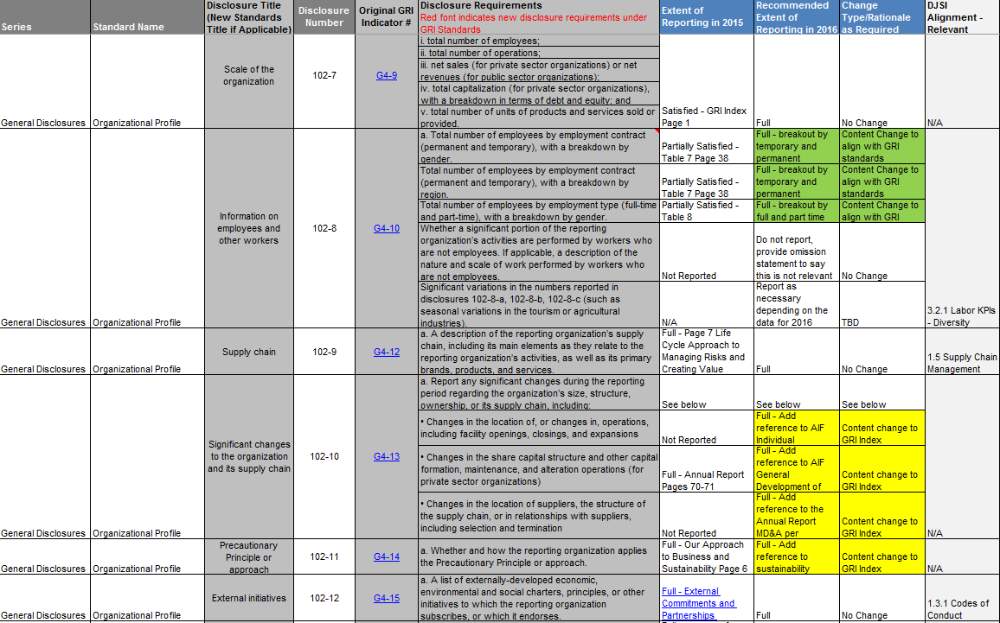 Series
Standard Name
Disclosure Title
(New Standards
Title if Applicable)
Disclosure
Number
Original GRI
Indicator #
Disclosure Requirements
Red font indicates new disclosure requirements under
GRI Standards
Extent of
Reporting in 2015
Recommended
Extent of
Reporting in 2016
Change
Type/Rationale
as Required
DJSI
Alignment -
Relevant
General Disclosures
Organizational Profile
Scale of the
organization
102-7
G4-9
i. total number of employees;
ii. total number of operations;
iii. net sales (for private sector organizations) or net
revenues (for public sector organizations);
iv. total capitalization (for private sector organizations),
with a breakdown in terms of debt and equity; and
v. total number of units of products and services sold or
provided.
Satisfied - GRI Index
Page 1
Full
No Change
N/A
General Disclosures
Organizational Profile
Information on
employees and
other workers
102-8
G4-10
a. Total number of employees by employment contract
(permanent and temporary), with a breakdown by
gender.
Partially Satisfied -
Table 7 Page 38
Full - breakout by
temporary and
permanent
Content Change to
align with GRI
standards
Total number of employees by employment contract
(permanent and temporary), with a breakdown by
region.
Partially Satisfied -
Table 7 Page 38
Full - breakout by
temporary and
permanent
Content Change to
align with GRI
standards
Total number of employees by employment type (full-time
and part-time), with a breakdown by gender.
Partially Satisfied -
Table 8
Full - breakout by
full and part time
Content Change to
align with GRI
Whether a significant portion of the reporting
organization's activities are performed by workers who
are not employees. If applicable, a description of the
nature and scale of work performed by workers who
are not employees.
Not Reported
Do not report,
provide omission
statement to say
this is not relevant
No Change
Significant variations in the numbers reported in
disclosures 102-8-a, 102-8-b, 102-8-c (such as
seasonal variations in the tourism or agricultural
industries).
N/A
Report as
necessary
depending on the
data for 2016
TBD
3.2.1 Labor KPIs
- Diversity
General Disclosures
Organizational Profile
Supply chain
102-9
G4-12
a. A description of the reporting organization's supply
chain, including its main elements as they relate to the
reporting organization's activities, as well as its primary
brands, products, and services.
Full - Page 7 Life
Cycle Approach to
Managing Risks and
Creating Value
Full
No Change
1.5 Supply Chain
Management
General Disclosures
Organizational Profile
Significant changes
to the organization
and its supply chain
102-10
G4-13
a. Report any significant changes during the reporting
period regarding the organization's size, structure,
ownership, or its supply chain, including:
See below
See below
See below
• Changes in the location of, or changes in, operations,
including facility openings, closings, and expansions
Not Reported
Full - Add
reference to AIF
Individual
Content change to
GRI Index
• Changes in the share capital structure and other capital
formation, maintenance, and alteration operations (for
private sector organizations)
Full - Annual Report
Pages 70-71
Full - Add
reference to AIF
General
Development of
Content change to
GRI Index
• Changes in the location of suppliers, the structure of
the supply chain, or in relationships with suppliers,
including selection and termination
Not Reported
Full - Add
reference to the
Annual Report
MD&A per
Content change to
GRI Index
N/A
General Disclosures
Organizational Profile
Precautionary
Principle or
approach
102-11
G4-14
a. Whether and how the reporting organization applies
the Precautionary Principle or approach.
Full - Our Approach
to Business and
Sustainability Page 6
Full - Add
reference to
sustainability
Content change to
GRI Index
N/A
General Disclosures
Organizational Profile
External initiatives
102-12
G4-15
a. A list of externally-developed economic,
environmental and social charters, principles, or other
initiatives to which the reporting organization
subscribes, or which it endorses.
Full - External
Commitments and
Partnerships
Full
No Change
1.3.1 Codes of
Conduct